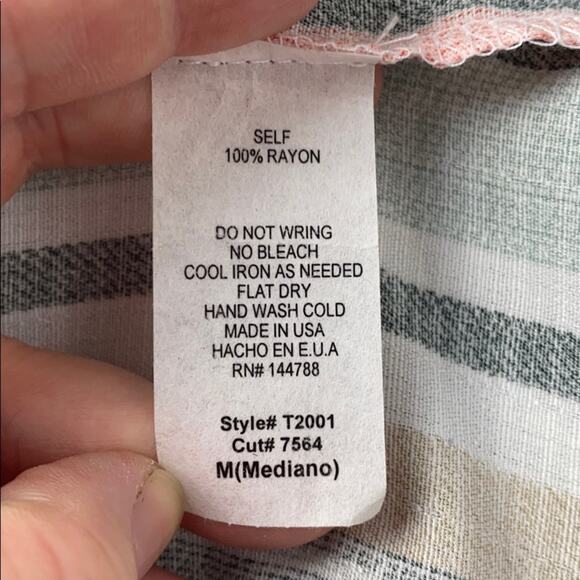 SELF
100% RAYON
DO NOT WRING
NO BLEACH
COOL IRON AS NEEDED
FLAT DRY
HAND WASH COLD
MADE IN USA
HACHO EN E.U.A
RN# 144788
Style# T2001
Cut# 7564
M(Mediano)